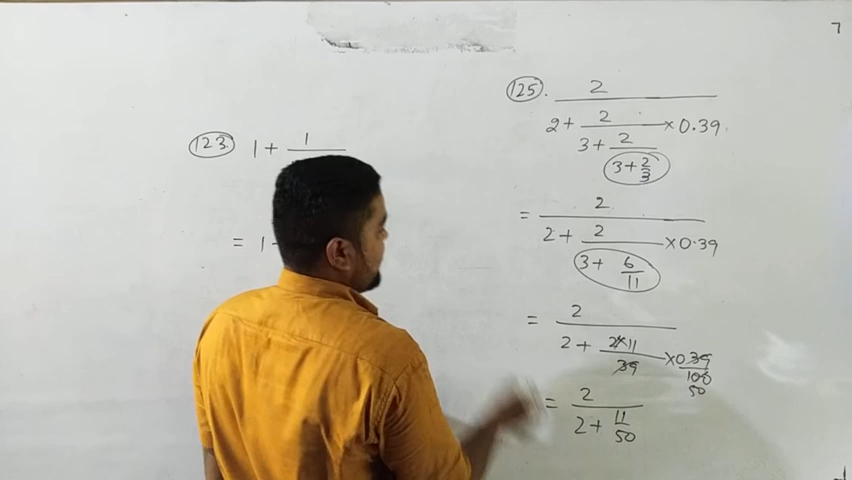 7
123. 1 + 1
= 1
125. 2
2 + 2 × 0.39
3 + 2
3 + 2/3
= 2
2 + 2 × 0.39
3 + 6/11
= 2
2 + 2×11/39 × 0.39/100
50
= 2
2 + 11/50